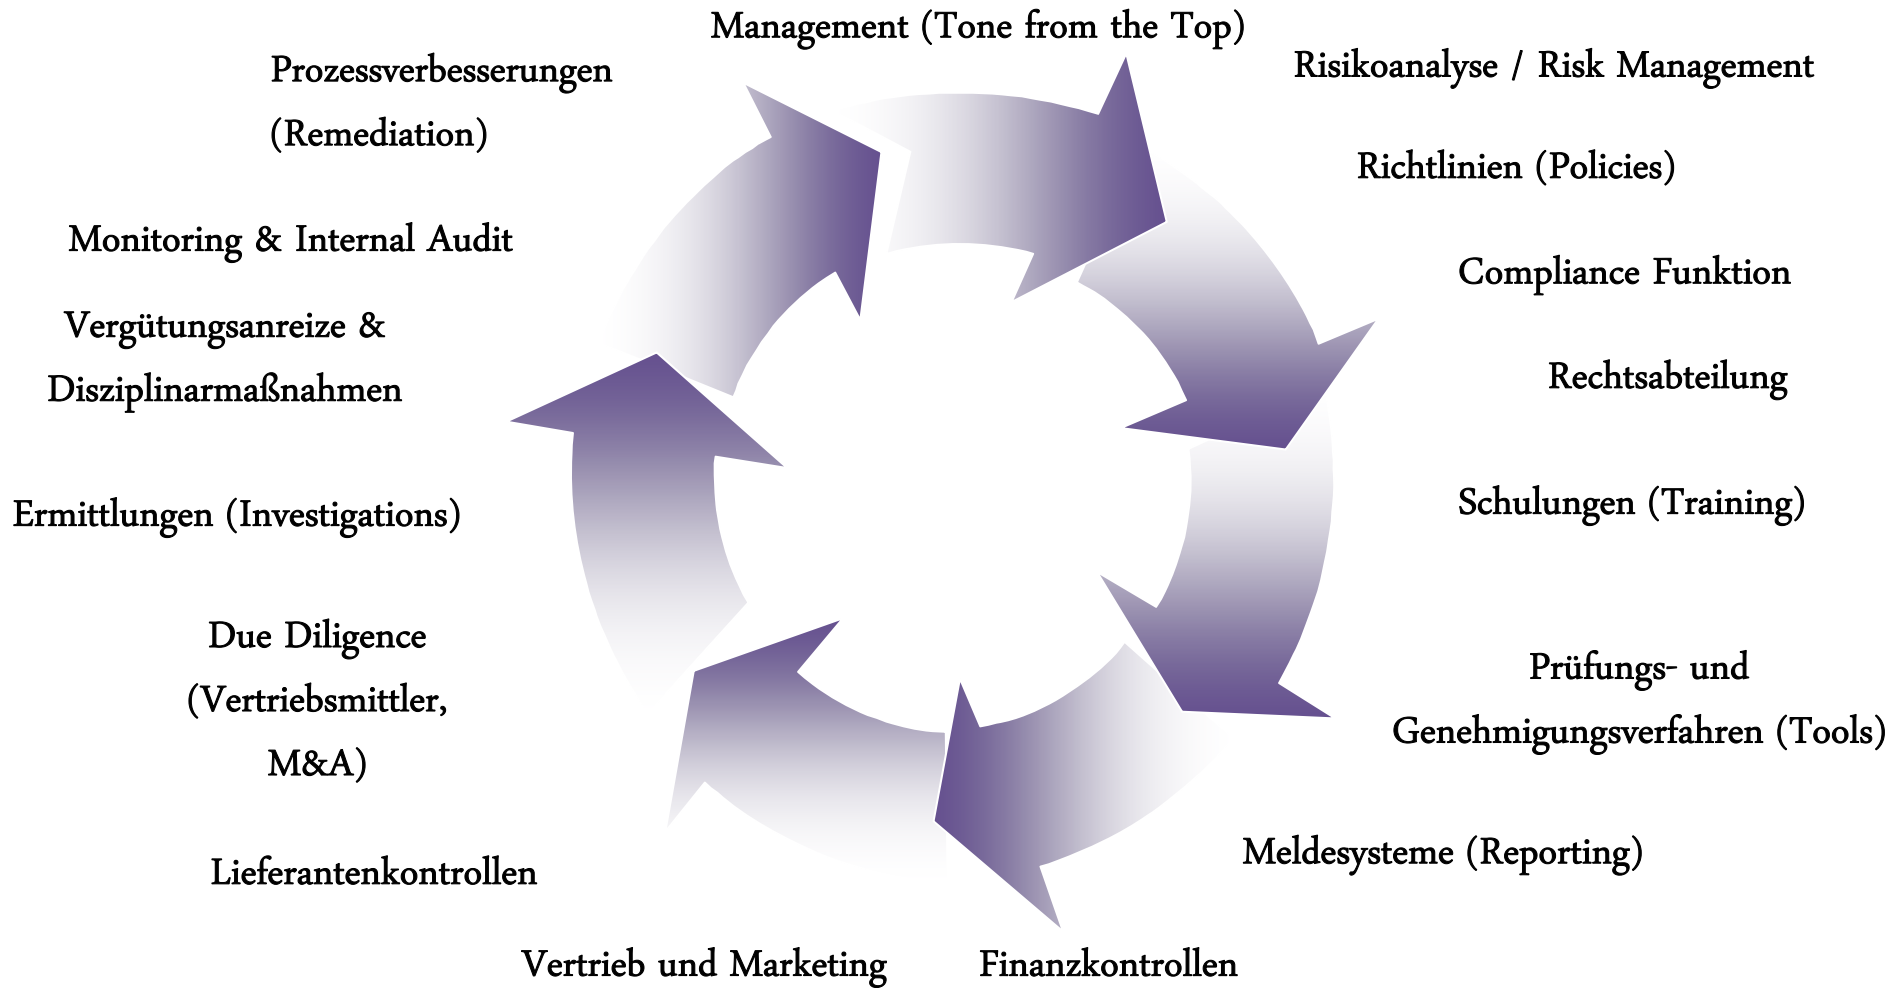 Management (Tone from the Top)
Risikoanalyse / Risk Management
Richtlinien (Policies)
Compliance Funktion
Rechtsabteilung
Schulungen (Training)
Prüfungs- und
Genehmigungsverfahren (Tools)
Meldesysteme (Reporting)
Finanzkontrollen
Vertrieb und Marketing
Lieferantenkontrollen
Due Diligence
(Vertriebsmittler,
M&A)
Ermittlungen (Investigations)
Vergütungsanreize &
Disziplinarmaßnahmen
Monitoring & Internal Audit
Prozessverbesserungen
(Remediation)